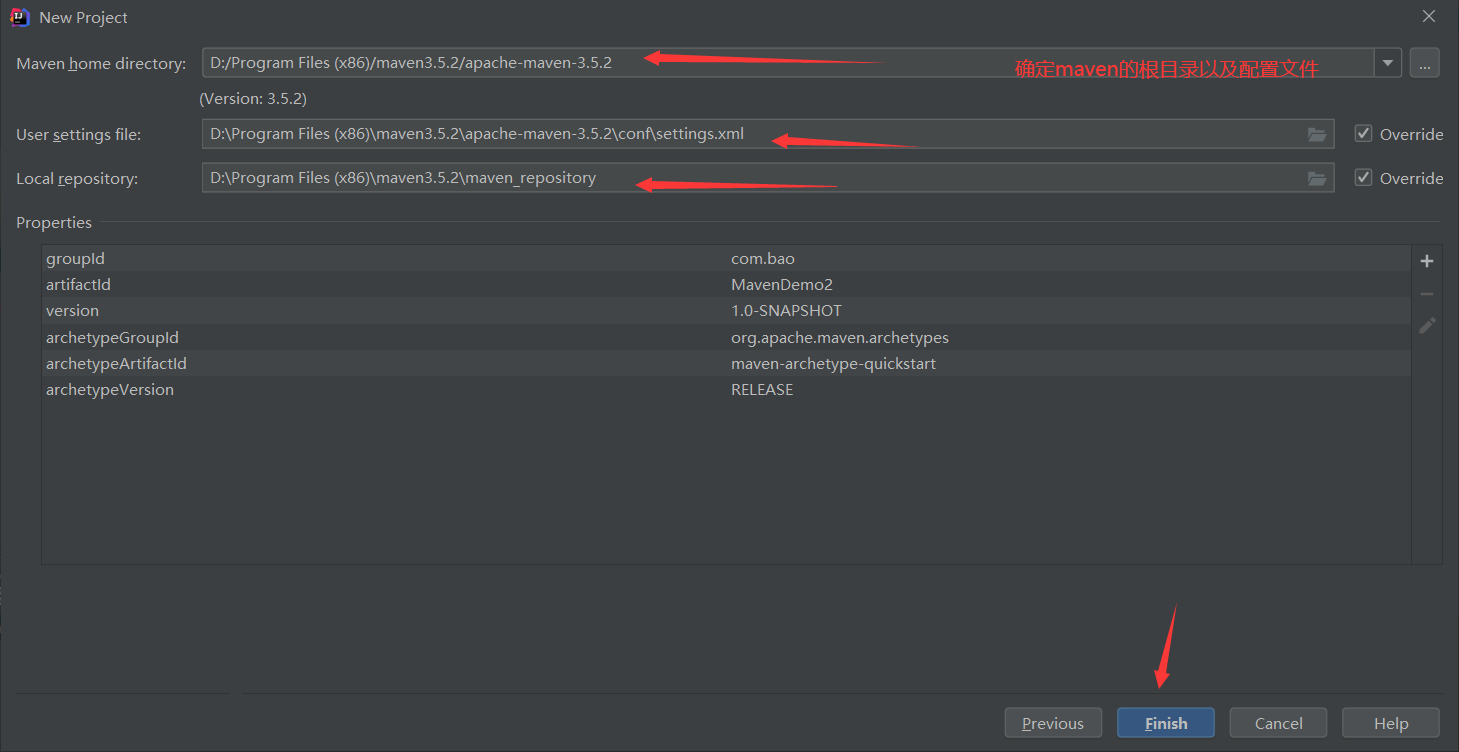 New Project
Maven home directory: D:/Program Files (x86)/maven3.5.2/apache-maven-3.5.2 ...
确定maven的根目录以及配置文件
(Version: 3.5.2)
User settings file: D:\Program Files (x86)\maven3.5.2\apache-maven-3.5.2\conf\settings.xml Override
Local repository: D:\Program Files (x86)\maven3.5.2\maven_repository Override
Properties
groupId com.bao
artifactId MavenDemo2
version 1.0-SNAPSHOT
archetypeGroupId org.apache.maven.archetypes
archetypeArtifactId maven-archetype-quickstart
archetypeVersion RELEASE
Previous Finish Cancel Help